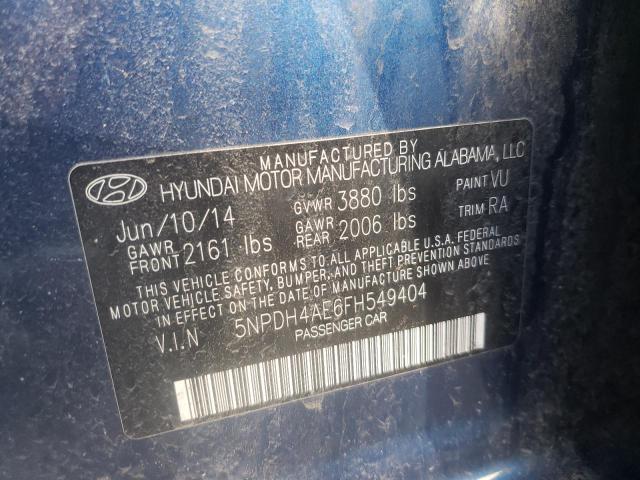 MANUFACTURED BY
HYUNDAI MOTOR MANUFACTURING ALABAMA, LLC
Jun/10/14 GVWR 3880 lbs PAINT VU
GAWR FRONT 2161 lbs GAWR REAR 2006 lbs TRIM RA
THIS VEHICLE CONFORMS TO ALL APPLICABLE U.S.A. FEDERAL
MOTOR VEHICLE SAFETY, BUMPER, AND THEFT PREVENTION STANDARDS
IN EFFECT ON THE DATE OF MANUFACTURE SHOWN ABOVE
V.I.N 5NPDH4AE6FH549404
PASSENGER CAR